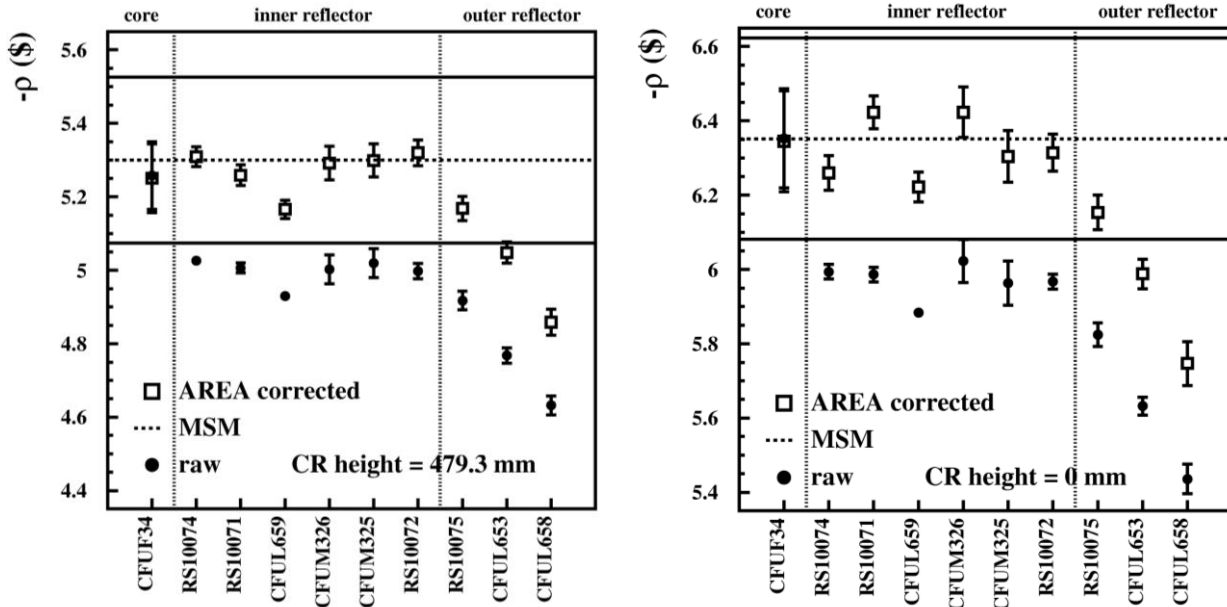 core inner reflector outer reflector
-ρ ($)
5.6
5.4
5.2
5
4.8
4.6
4.4
AREA corrected
MSM
raw CR height = 479.3 mm
CFUF34
RS10074
RS10071
CFUL659
CFUM326
CFUM325
RS10072
RS10075
CFUL653
CFUL658
core inner reflector outer reflector
-ρ ($)
6.6
6.4
6.2
6
5.8
5.6
5.4
AREA corrected
MSM
raw CR height = 0 mm
CFUF34
RS10074
RS10071
CFUL659
CFUM326
CFUM325
RS10072
RS10075
CFUL653
CFUL658